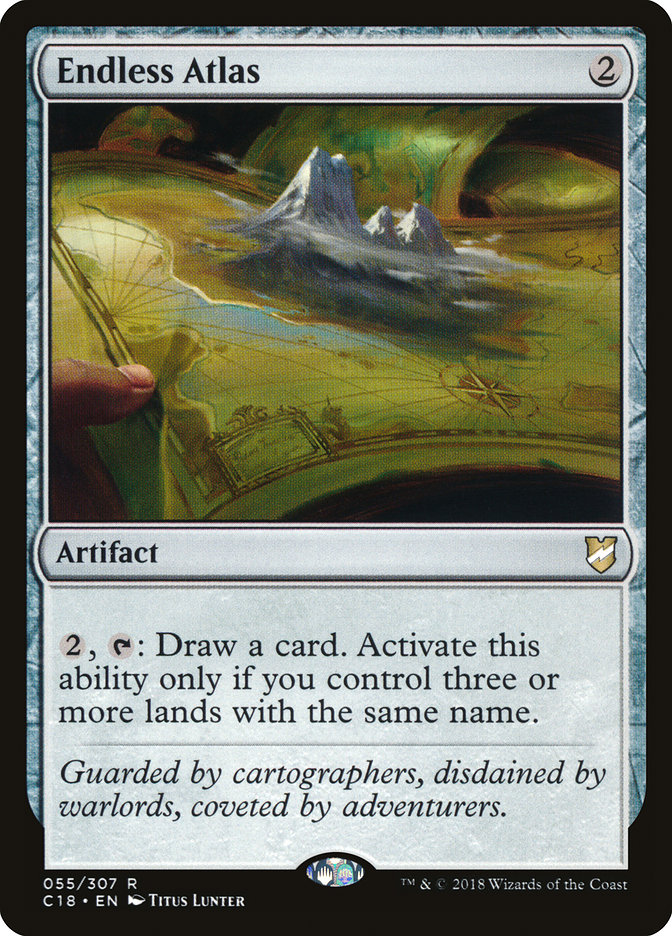 Endless Atlas 2
Artifact
2, : Draw a card. Activate this
ability only if you control three or
more lands with the same name.
Guarded by cartographers, disdained by
warlords, coveted by adventurers.
055/307 R
C18 • EN Titus Lunter
™ & © 2018 Wizards of the Coast